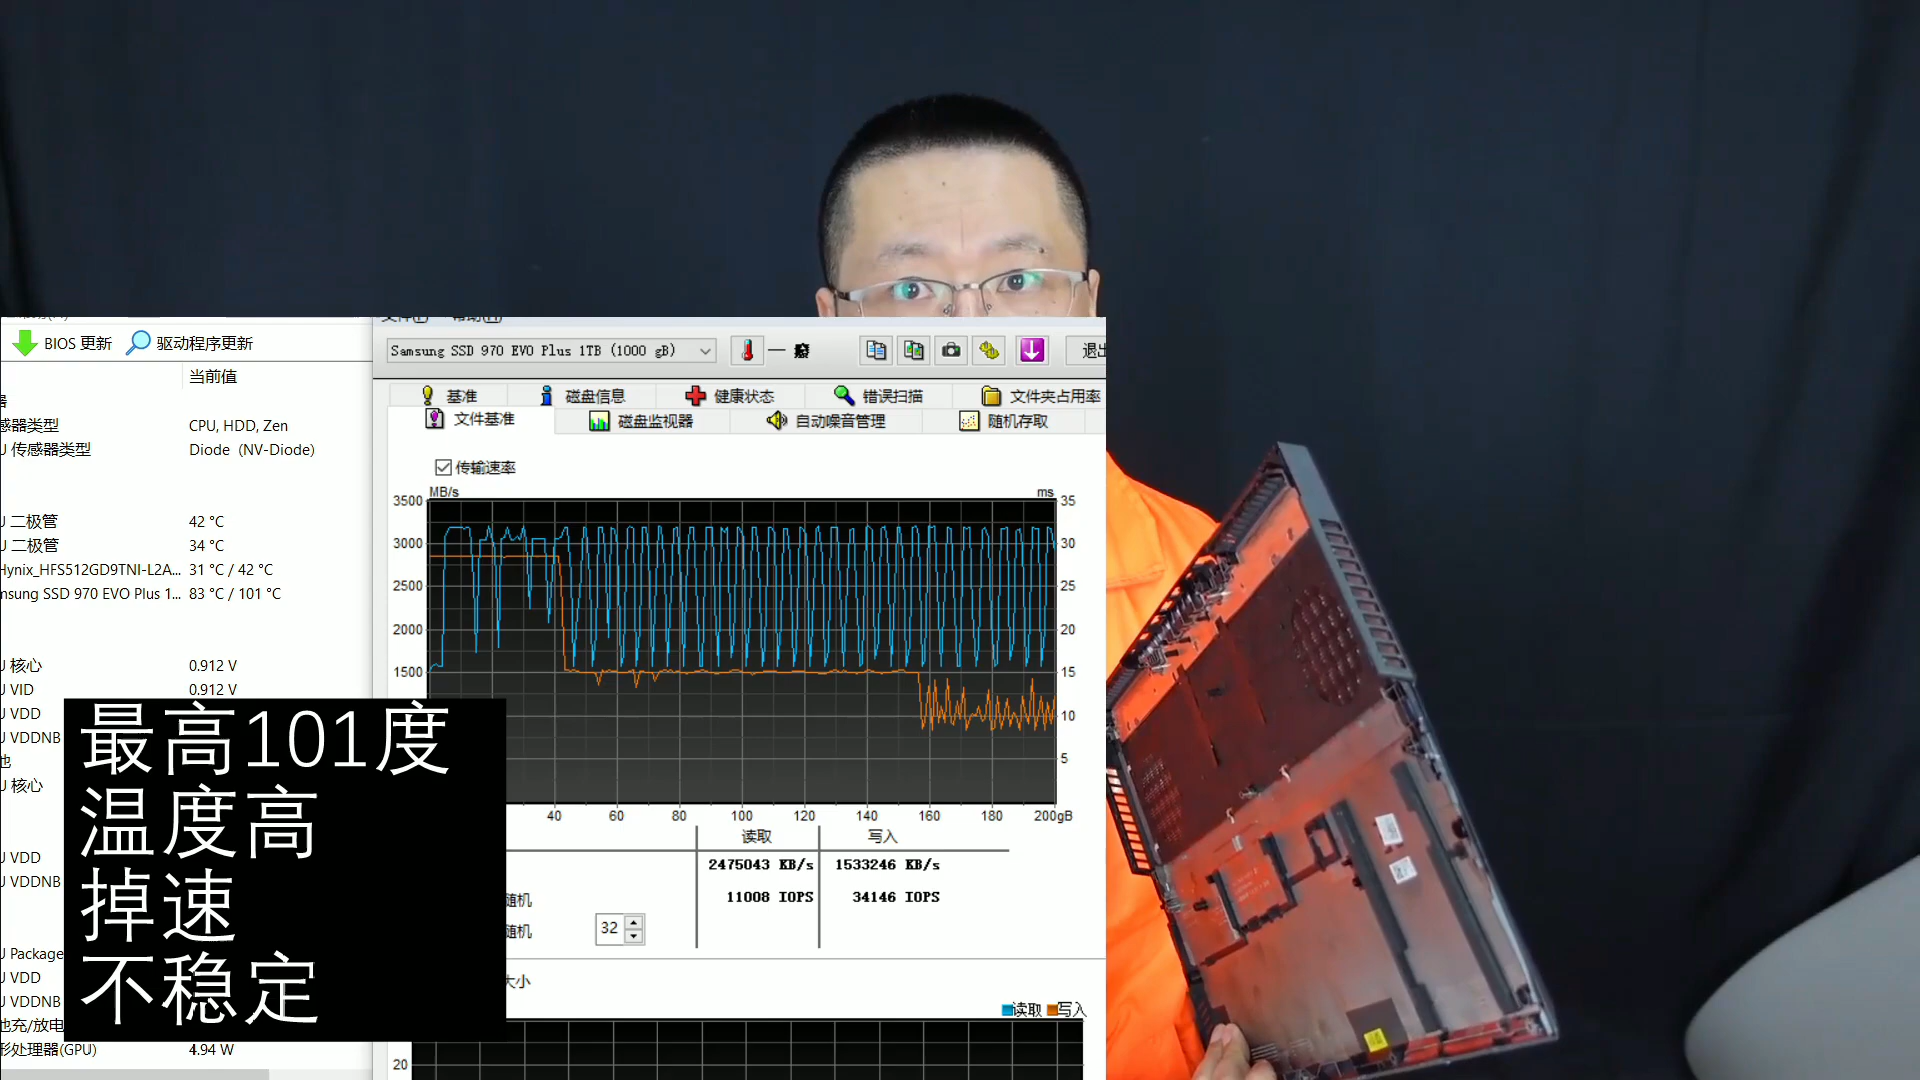 BIOS 更新 驱动程序更新
当前值
感器类型 CPU, HDD, Zen
U 传感器类型 Diode (NV-Diode)
U 二极管 42 °C
U 二极管 34 °C
Hynix_HFS512GD9TNI-L2A... 31 °C / 42 °C
msung SSD 970 EVO Plus 1... 83 °C / 101 °C
U 核心 0.912 V
U VID 0.912 V
U VDD
U VDDNB
他
U 核心
U VDD
U VDDNB
U Package
U VDD
U VDDNB
池充/放电
形处理器(GPU) 4.94 W
最高101度
温度高
掉速
不稳定
Samsung SSD 970 EVO Plus 1TB (1000 gB)
退出
基准 磁盘信息 健康状态 错误扫描 文件夹占用率
文件基准 磁盘监视器 自动噪音管理 随机存取
传输速率
MB/s ms
3500 35
3000 30
2500 25
2000 20
1500 15
10
5
40 60 80 100 120 140 160 180 200gB
读取 写入
2475043 KB/s 1533246 KB/s
随机 11008 IOPS 34146 IOPS
随机 32
大小
读取 写入
20